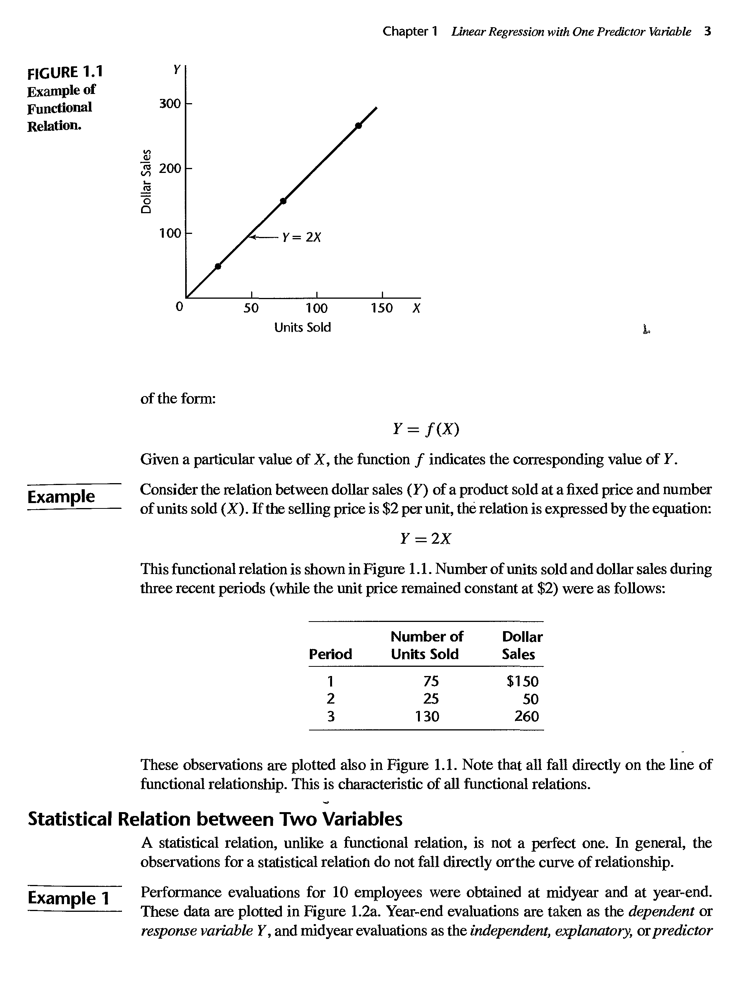 Chapter 1 Linear Regression with One Predictor Variable 3
FIGURE 1.1
Example of
Functional
Relation.
Y
300
200
100
Dollar Sales
Y = 2X
0 50 100 150 X
Units Sold
of the form:
Y = f(X)
Given a particular value of X, the function f indicates the corresponding value of Y.
Example
Consider the relation between dollar sales (Y) of a product sold at a fixed price and number
of units sold (X). If the selling price is $2 per unit, the relation is expressed by the equation:
Y = 2X
This functional relation is shown in Figure 1.1. Number of units sold and dollar sales during
three recent periods (while the unit price remained constant at $2) were as follows:
Number of Dollar
Period Units Sold Sales
1 75 $150
2 25 50
3 130 260
These observations are plotted also in Figure 1.1. Note that all fall directly on the line of
functional relationship. This is characteristic of all functional relations.
Statistical Relation between Two Variables
A statistical relation, unlike a functional relation, is not a perfect one. In general, the
observations for a statistical relation do not fall directly on the curve of relationship.
Example 1
Performance evaluations for 10 employees were obtained at midyear and at year-end.
These data are plotted in Figure 1.2a. Year-end evaluations are taken as the dependent or
response variable Y, and midyear evaluations as the independent, explanatory, or predictor